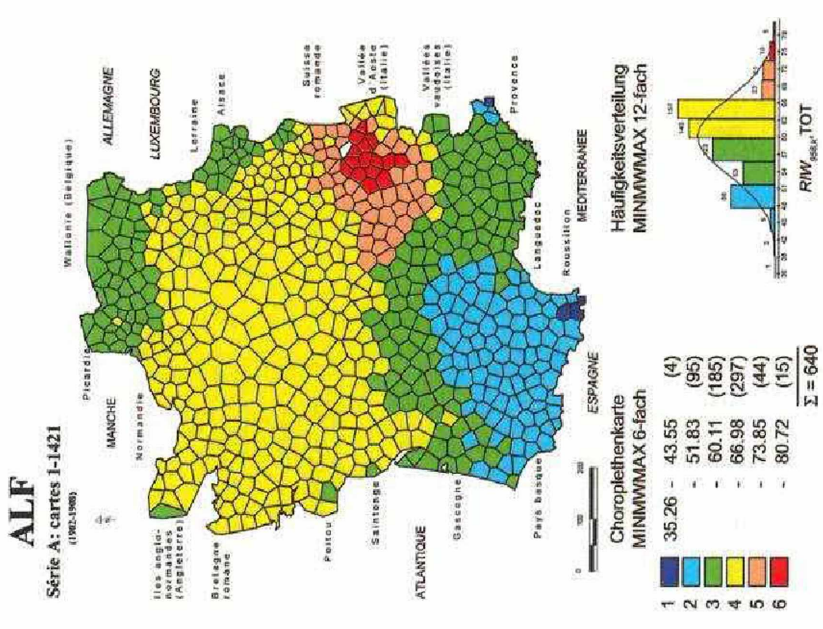 ALF
Série A: cartes 1-1421
(1902-1908)
Iles anglo-
normandes
(Angleterre)
Bretagne
romane
Poitou
Saintonge
ATLANTIQUE
Gascogne
Pays basque
Normandie
MANCHE
Picardie
Wallonie (Belgique)
ALLEMAGNE
LUXEMBOURG
Lorraine
Alsace
Suisse
romande
Vallée
d'Aoste
(Italie)
Vallées
vaudoises
(Italie)
Provence
MEDITERRANEE
Languedoc
Roussillon
ESPAGNE
0 100 200
Choroplethenkarte
MINMWMAX 6-fach
1 35.26 - 43.55 (4)
2 - 51.83 (95)
3 - 60.11 (185)
4 - 66.98 (297)
5 - 73.85 (44)
6 - 80.72 (15)
Σ = 640
Häufigkeitsverteilung
MINMWMAX 12-fach
TOT